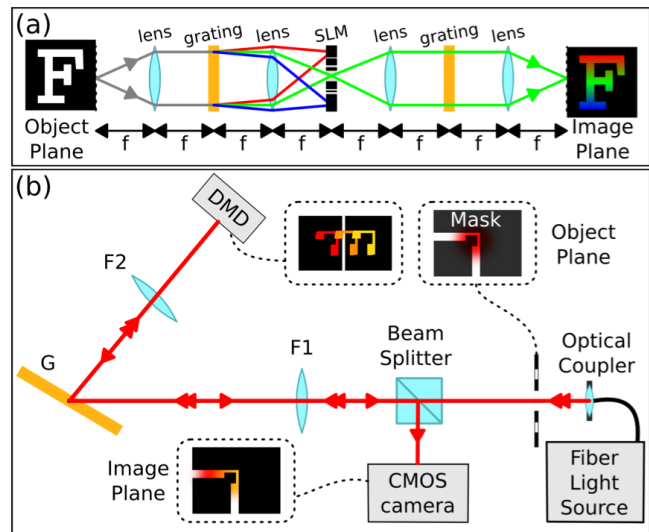 (a)
lens grating lens SLM lens grating lens
F
F
Object
Plane
Image
Plane
f f f f f f f f
(b)
DMD
Mask
Object
Plane
F2
G
F1
Beam
Splitter
Optical
Coupler
Image
Plane
CMOS
camera
Fiber
Light
Source